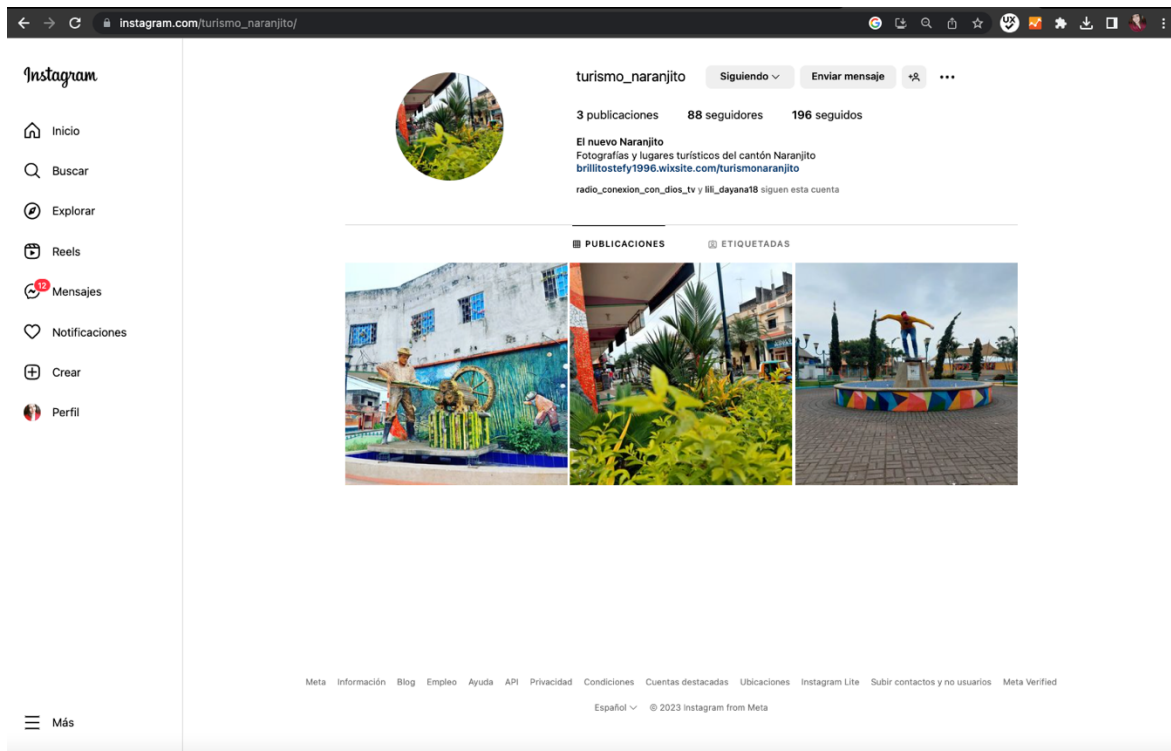 instagram.com/turismo_naranjito/
Instagram
Inicio
Buscar
Explorar
Reels
12
Mensajes
Notificaciones
Crear
Perfil
Más
turismo_naranjito Siguiendo Enviar mensaje
3 publicaciones 88 seguidores 196 seguidos
El nuevo Naranjito
Fotografías y lugares turísticos del cantón Naranjito
brillitostefy1996.wixsite.com/turismonaranjito
radio_conexion_con_dios_tv y lili_dayana18 siguen esta cuenta
PUBLICACIONES ETIQUETADAS
Meta Información Blog Empleo Ayuda API Privacidad Condiciones Cuentas destacadas Ubicaciones Instagram Lite Subir contactos y no usuarios Meta Verified
Español © 2023 Instagram from Meta